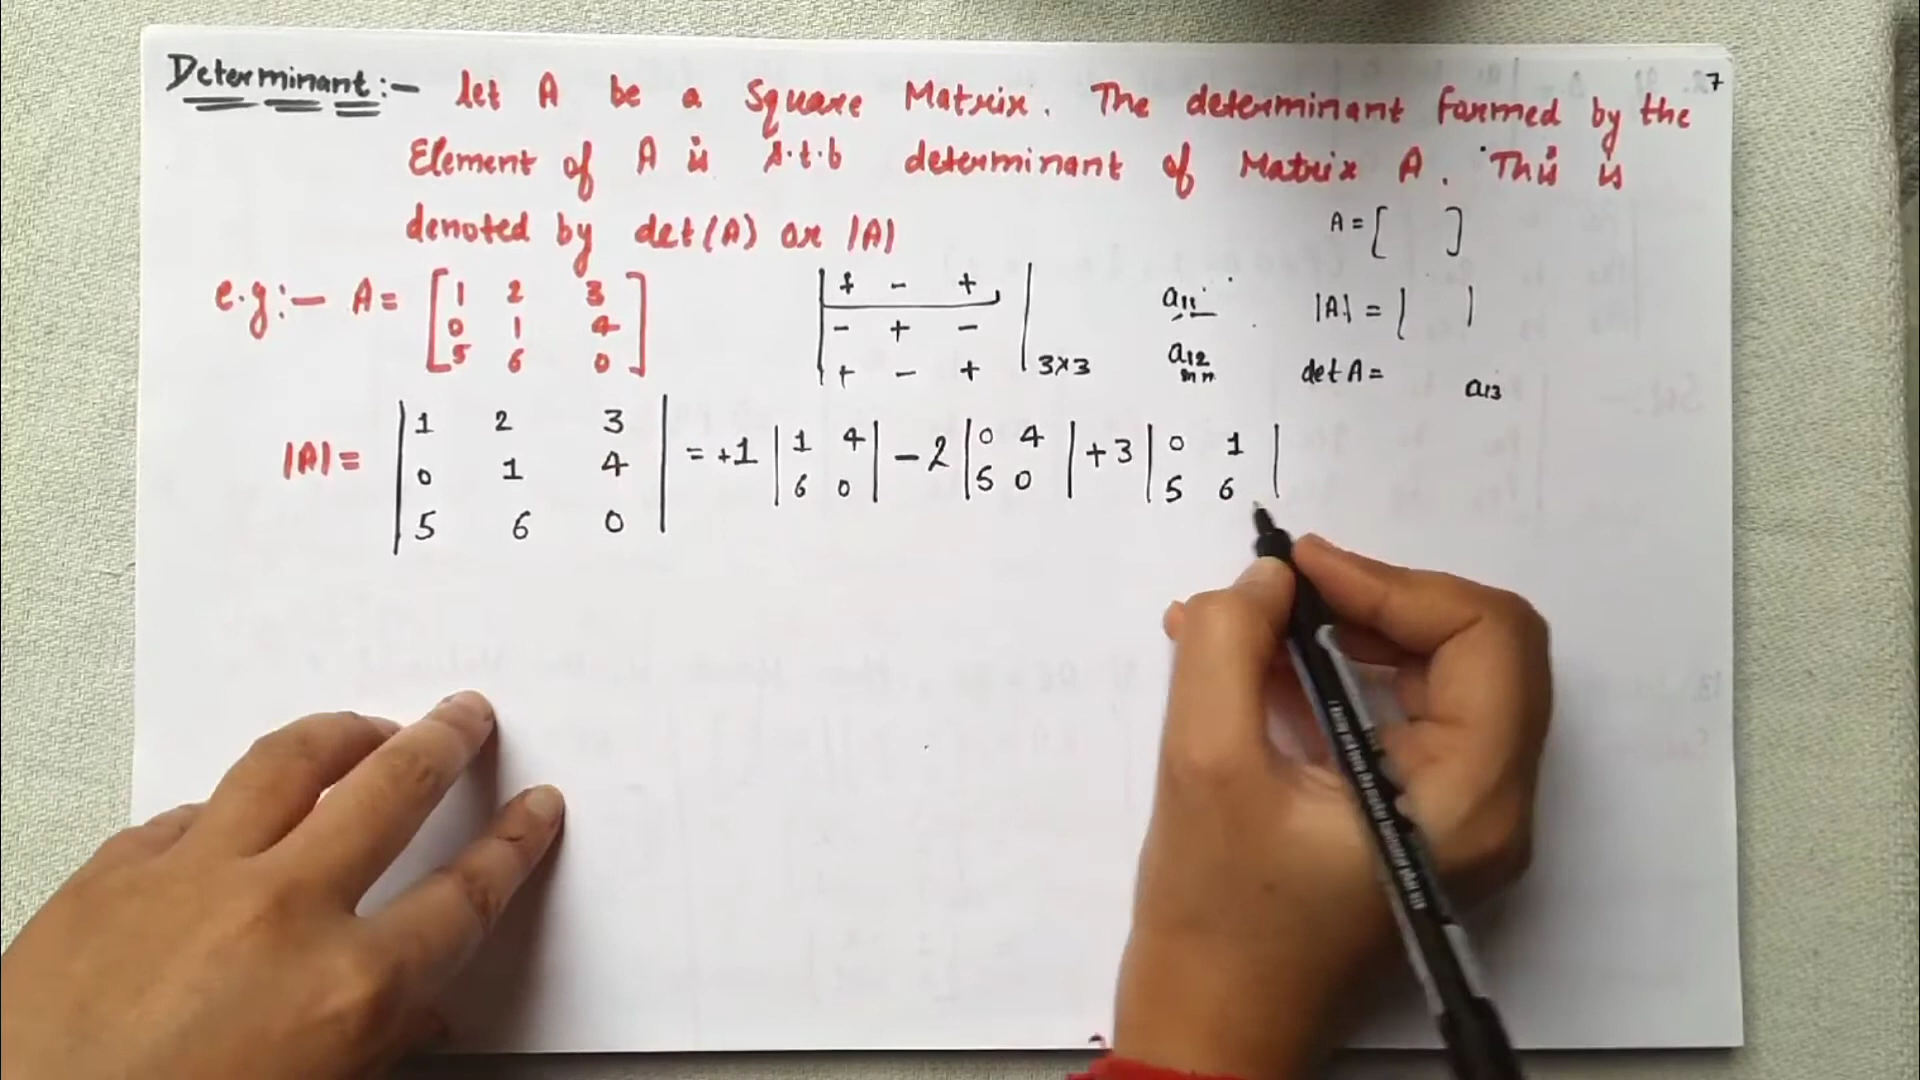 Determinant:- let A be a Square Matrix. The determinant formed by the
7
Element of A is s.t.b determinant of Matrix A. This is
denoted by det(A) or |A|
A = [ ]
e.g:- A = [ 1 2 3
0 1 4
5 6 0 ]
| + - +
- + -
+ - + | 3x3
a11
a12
|A| = | |
det A =
a13
|A| = | 1 2 3
0 1 4
5 6 0 | = +1 | 1 4
6 0 | - 2 | 0 4
5 0 | + 3 | 0 1
5 6 |